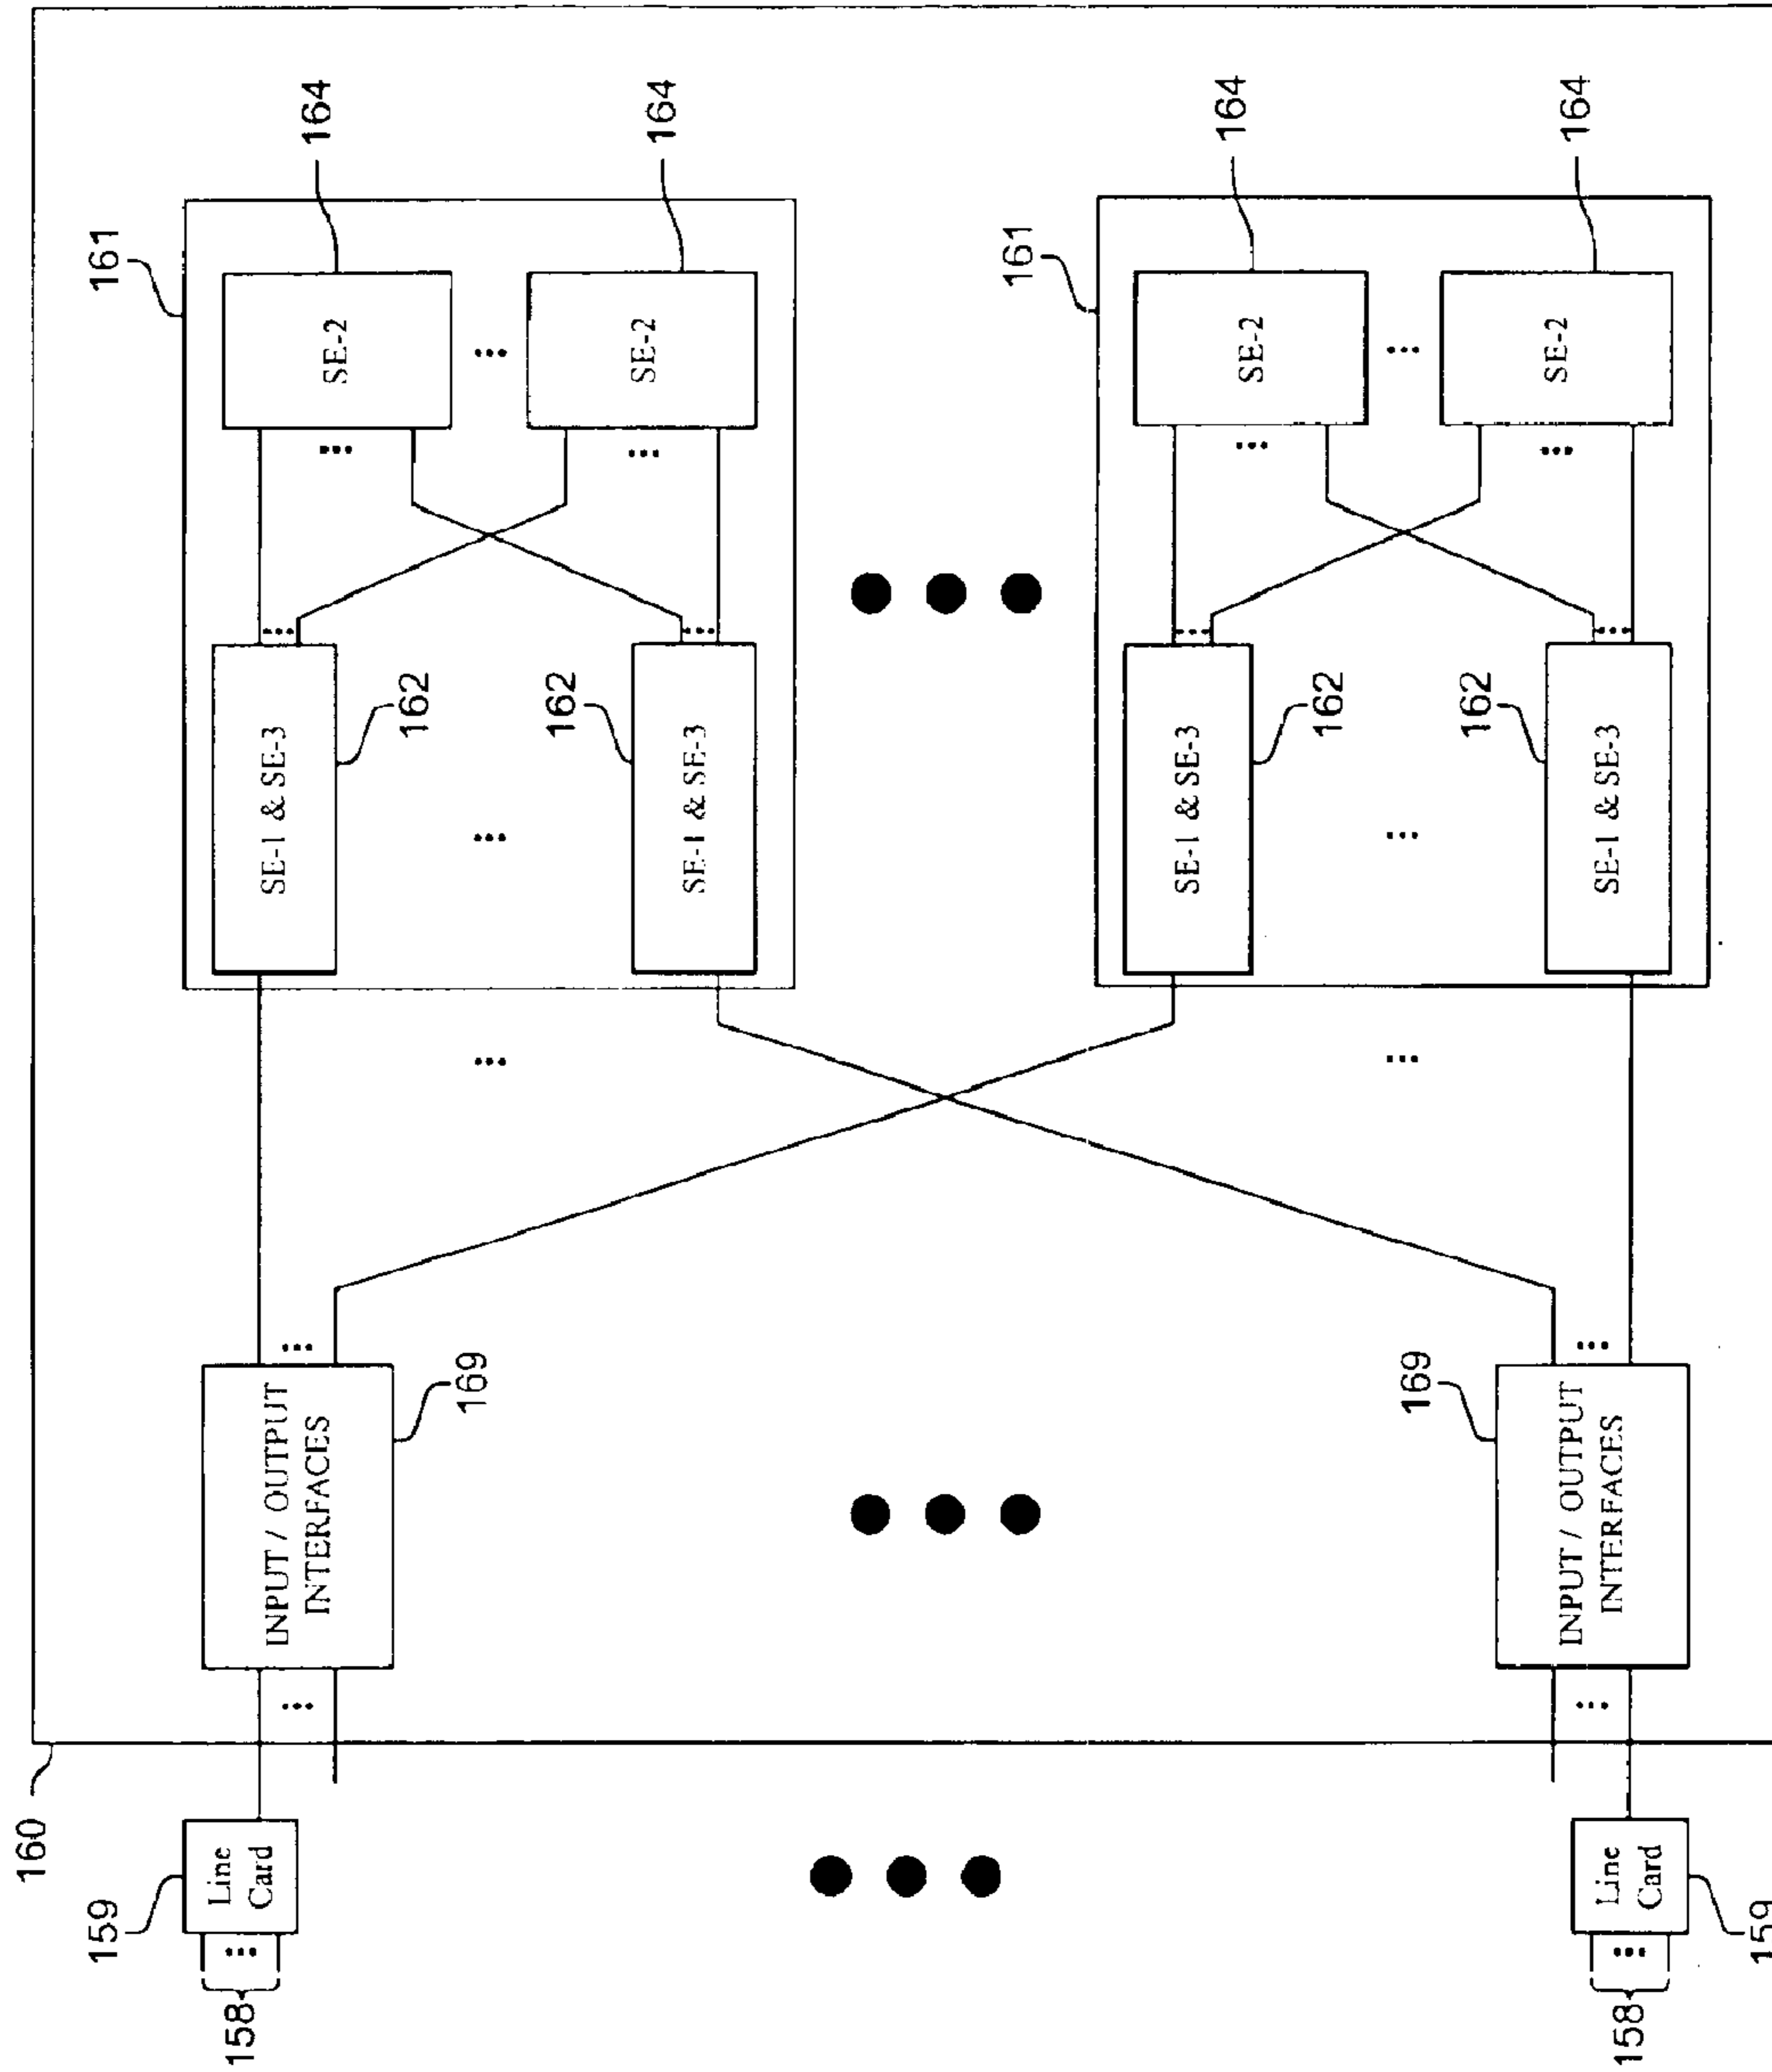 160
159
161
158
Line
Card
INPUT / OUTPUT
INTERFACES
SE-1 & SE-3
SE-2
164
162
169
162
SE-1 & SE-3
SE-2
164
161
SE-1 & SE-3
SE-2
164
162
169
162
158
Line
Card
INPUT / OUTPUT
INTERFACES
SE-1 & SE-3
SE-2
164
159